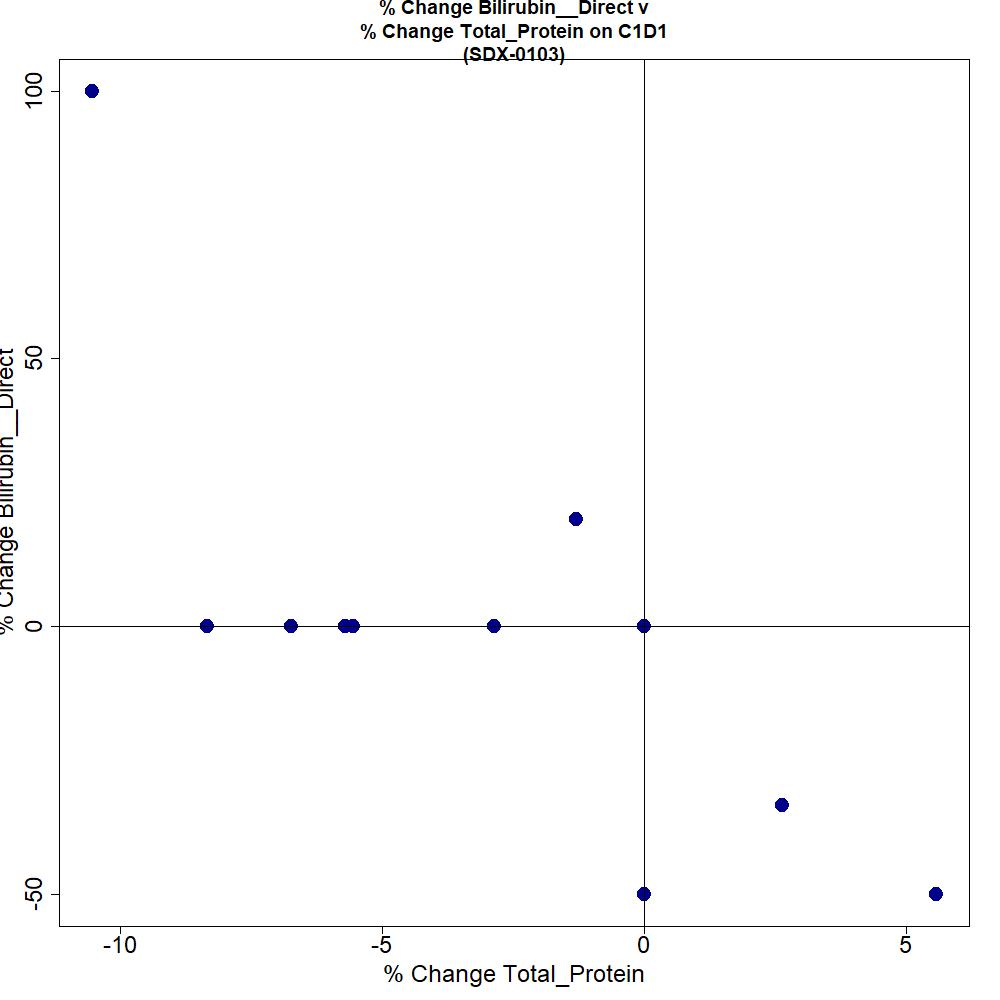 % Change Bilirubin__Direct v
% Change Total_Protein on C1D1
(SDX-0103)
% Change Bilirubin__Direct
100
50
0
-50
-10
-5
0
5
% Change Total_Protein